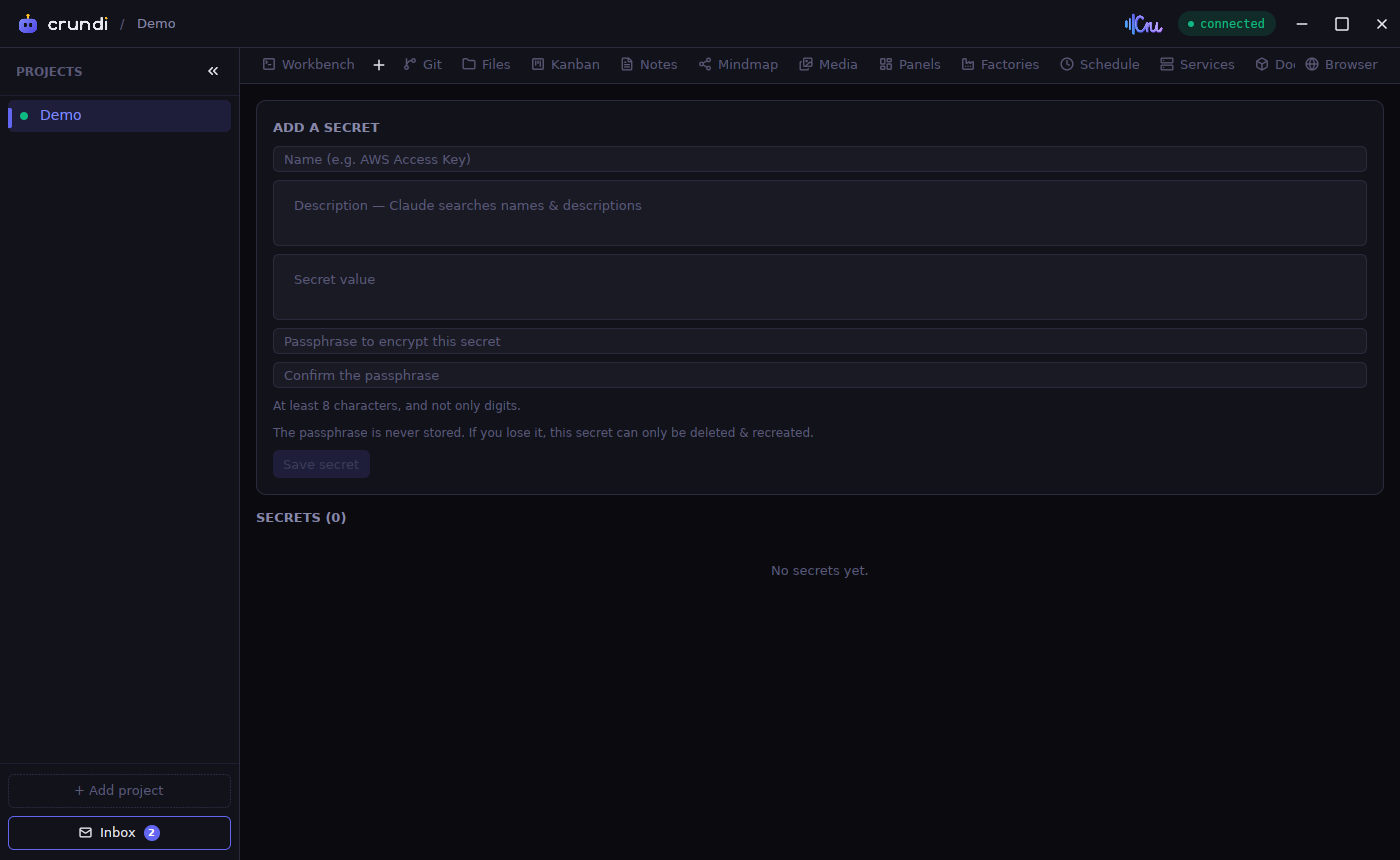 crundi / Demo
Cru
connected
PROJECTS
Workbench + Git Files Kanban Notes Mindmap Media Panels Factories Schedule Services Browser
Demo
ADD A SECRET
Name (e.g. AWS Access Key)
Description — Claude searches names & descriptions
Secret value
Passphrase to encrypt this secret
Confirm the passphrase
At least 8 characters, and not only digits.
The passphrase is never stored. If you lose it, this secret can only be deleted & recreated.
Save secret
SECRETS (0)
No secrets yet.
+ Add project
Inbox 2